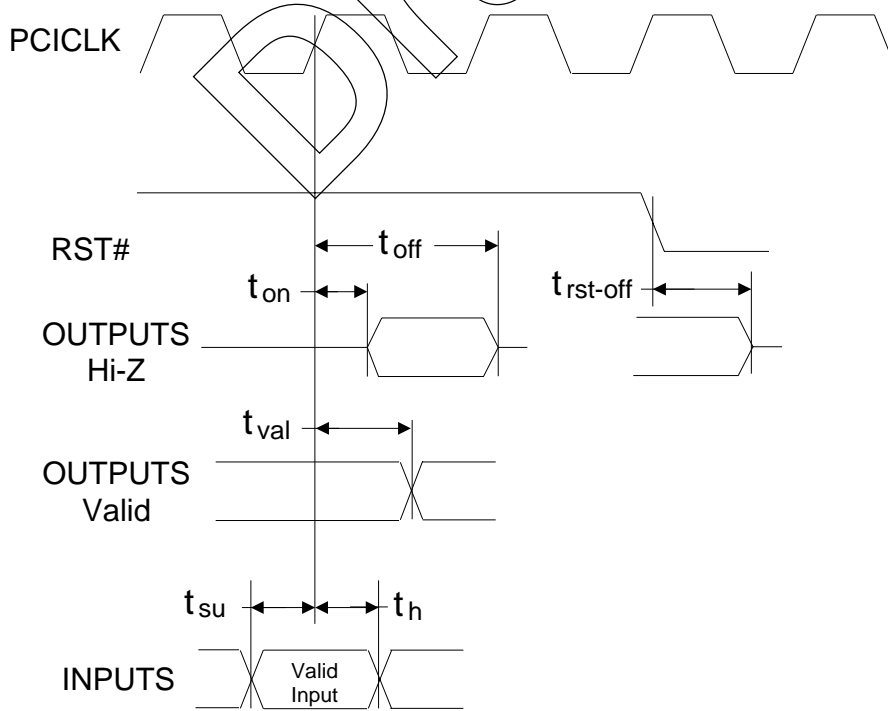 PCICLK
RST#
t off
t on
t rst-off
OUTPUTS
Hi-Z
t val
OUTPUTS
Valid
t su
t h
INPUTS
Valid
Input